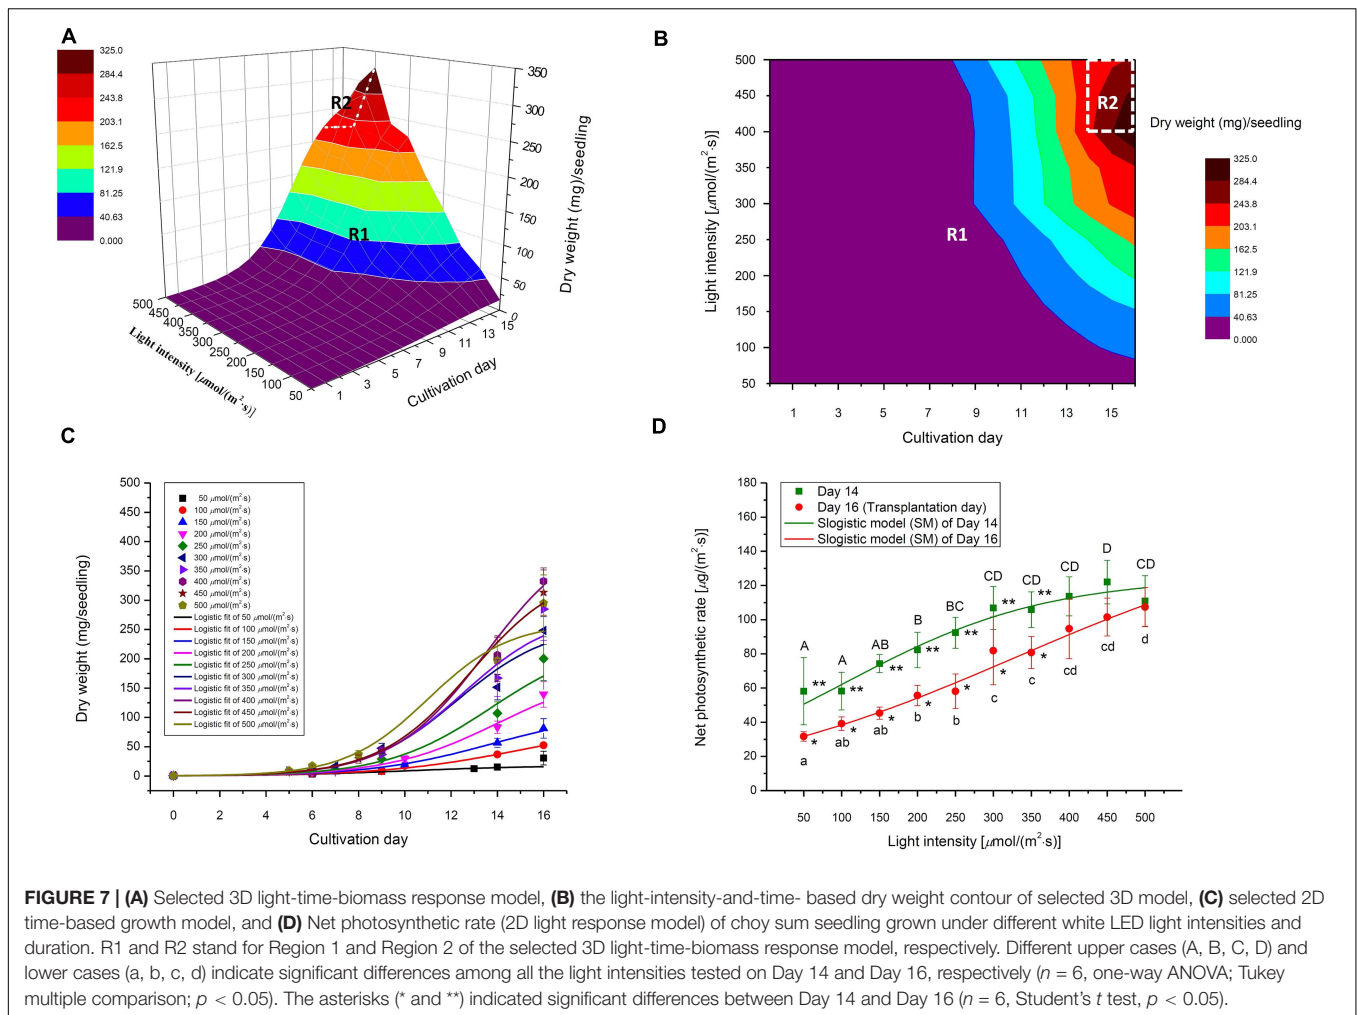 A
325.0
284.4
243.8
203.1
162.5
121.9
81.25
40.63
0.000
R2
R1
350
300
250
200
150
100
50
0
Dry weight (mg)/seedling
500
450
400
350
300
250
200
150
100
50
Light intensity [μmol/(m²·s)]
1
3
5
7
9
11
13
15
Cultivation day
B
500
450
400
350
300
250
200
150
100
50
Light intensity [μmol/(m²·s)]
R2
R1
1 3 5 7 9 11 13 15
Cultivation day
Dry weight (mg)/seedling
325.0
284.4
243.8
203.1
162.5
121.9
81.25
40.63
0.000
C
500
450
400
350
300
250
200
150
100
50
0
Dry weight (mg/seedling)
50 μmol/(m²·s)
100 μmol/(m²·s)
150 μmol/(m²·s)
200 μmol/(m²·s)
250 μmol/(m²·s)
300 μmol/(m²·s)
350 μmol/(m²·s)
400 μmol/(m²·s)
450 μmol/(m²·s)
500 μmol/(m²·s)
Logistic fit of 50 μmol/(m²·s)
Logistic fit of 100 μmol/(m²·s)
Logistic fit of 150 μmol/(m²·s)
Logistic fit of 200 μmol/(m²·s)
Logistic fit of 250 μmol/(m²·s)
Logistic fit of 300 μmol/(m²·s)
Logistic fit of 350 μmol/(m²·s)
Logistic fit of 400 μmol/(m²·s)
Logistic fit of 450 μmol/(m²·s)
Logistic fit of 500 μmol/(m²·s)
0 2 4 6 8 10 12 14 16
Cultivation day
D
180
160
140
120
100
80
60
40
20
0
Net photosynthetic rate [μg/(m²·s)]
Day 14
Day 16 (Transplantation day)
Slogistic model (SM) of Day 14
Slogistic model (SM) of Day 16
A A AB B BC CD CD CD D CD
** ** ** ** ** ** **
* * * * * * *
a ab ab b b c c cd cd d
50 100 150 200 250 300 350 400 450 500
Light intensity [μmol/(m²·s)]
FIGURE 7 | (A) Selected 3D light-time-biomass response model, (B) the light-intensity-and-time- based dry weight contour of selected 3D model, (C) selected 2D
time-based growth model, and (D) Net photosynthetic rate (2D light response model) of choy sum seedling grown under different white LED light intensities and
duration. R1 and R2 stand for Region 1 and Region 2 of the selected 3D light-time-biomass response model, respectively. Different upper cases (A, B, C, D) and
lower cases (a, b, c, d) indicate significant differences among all the light intensities tested on Day 14 and Day 16, respectively (n = 6, one-way ANOVA; Tukey
multiple comparison; p < 0.05). The asterisks (* and **) indicated significant differences between Day 14 and Day 16 (n = 6, Student's t test, p < 0.05).